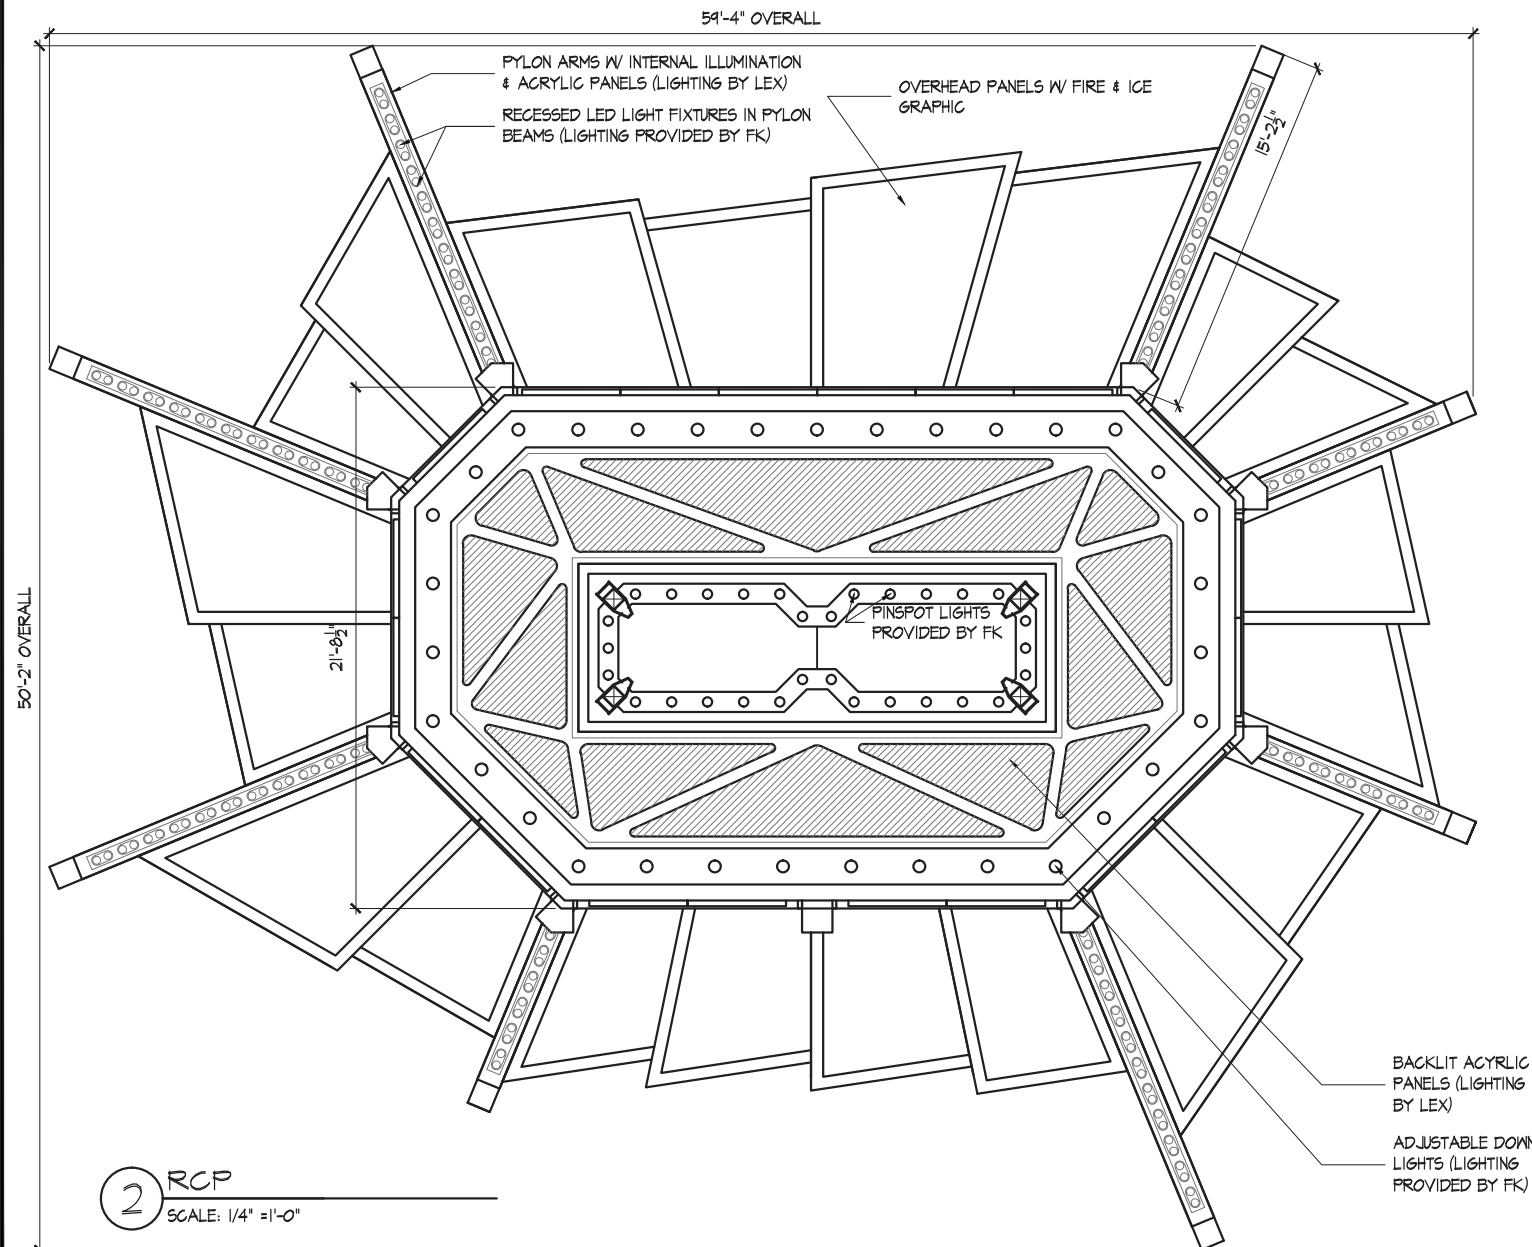 59'-4" OVERALL
PYLON ARMS W/ INTERNAL ILLUMINATION
& ACRYLIC PANELS (LIGHTING BY LEX)
RECESSED LED LIGHT FIXTURES IN PYLON
BEAMS (LIGHTING PROVIDED BY FK)
OVERHEAD PANELS W/ FIRE & ICE
GRAPHIC
15'-2½"
50'-2" OVERALL
21'-8½"
PINSPOT LIGHTS
PROVIDED BY FK
BACKLIT ACYRLIC
PANELS (LIGHTING
BY LEX)
ADJUSTABLE DOWN
LIGHTS (LIGHTING
PROVIDED BY FK)
2
RCP
SCALE: 1/4" =1'-0"